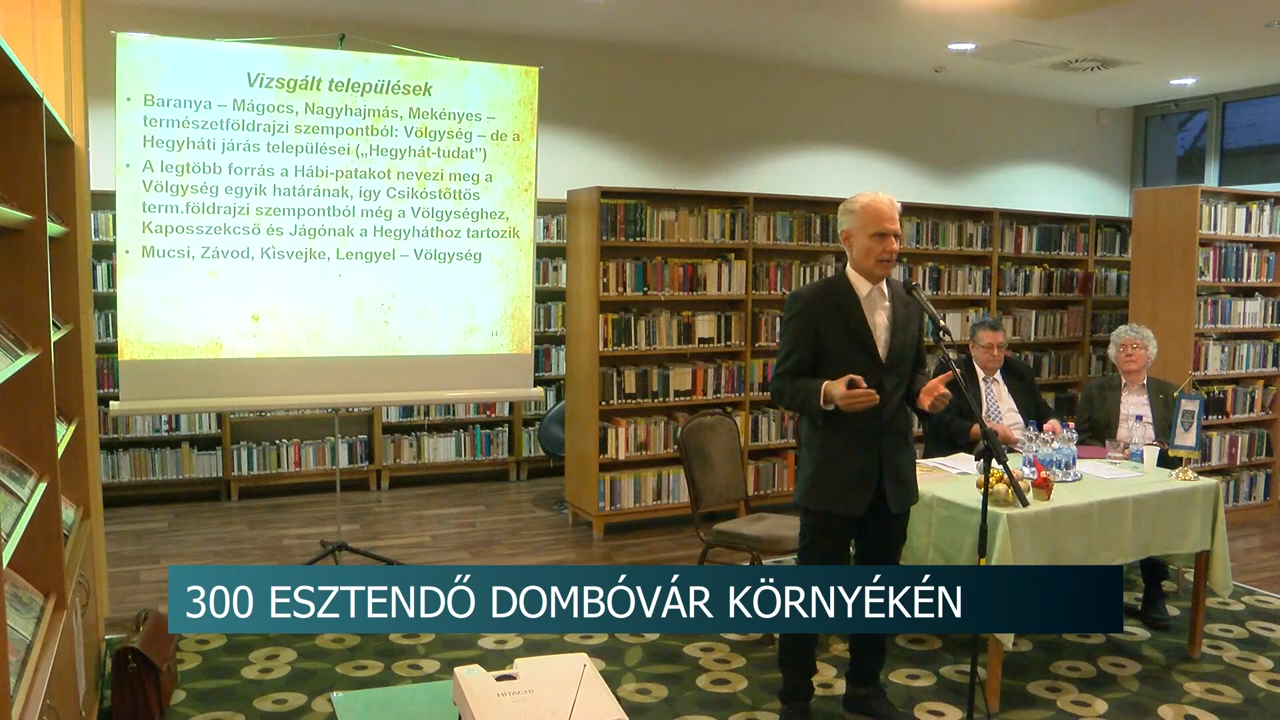 Vizsgált települések
• Baranya – Mágocs, Nagyhajmás, Mekényes –
természetföldrajzi szempontból: Völgység – de a
Hegyháti járás települései („Hegyhát-tudat”)
• A legtöbb forrás a Hábi-patakot nevezi meg a
Völgység egyik határának, így Csikóstőttős
term.földrajzi szempontból még a Völgységhez,
Kaposszekcső és Jágónak a Hegyháthoz tartozik
• Mucsi, Závod, Kisvejke, Lengyel – Völgység
14
300 ESZTENDŐ DOMBÓVÁR KÖRNYÉKÉN
HITACHI